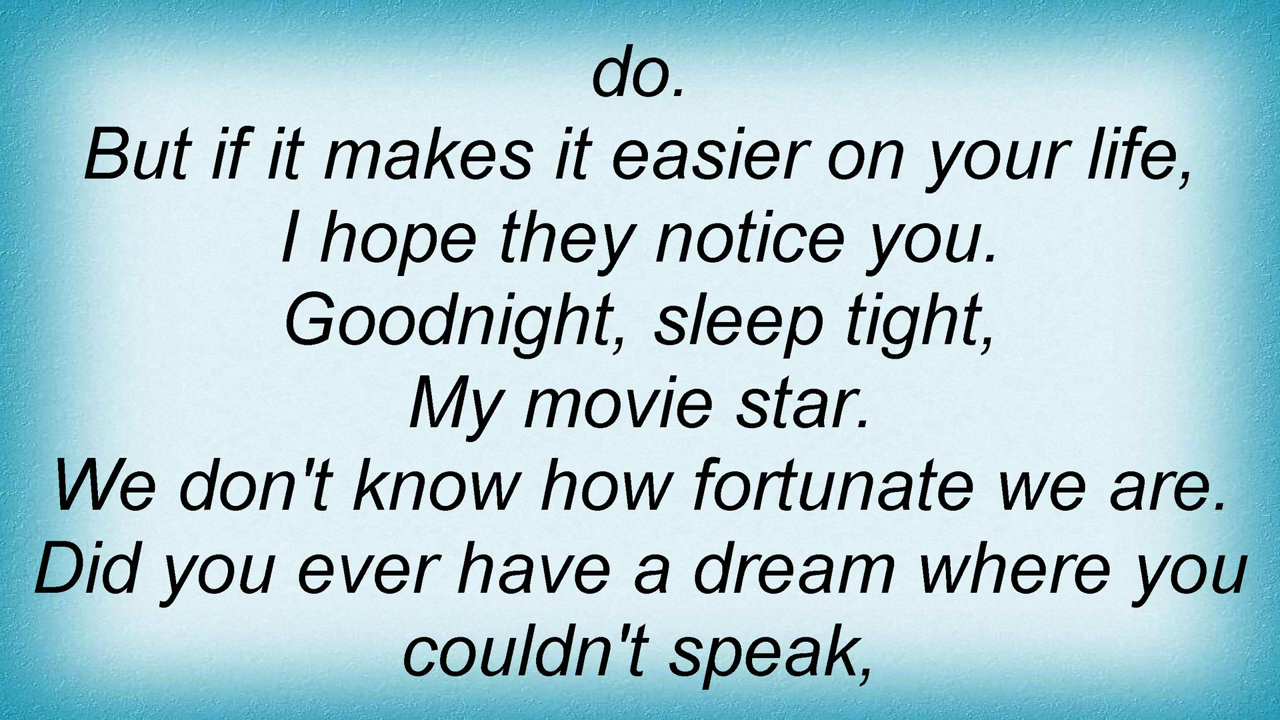 do.
But if it makes it easier on your life,
I hope they notice you.
Goodnight, sleep tight,
My movie star.
We don't know how fortunate we are.
Did you ever have a dream where you
couldn't speak,